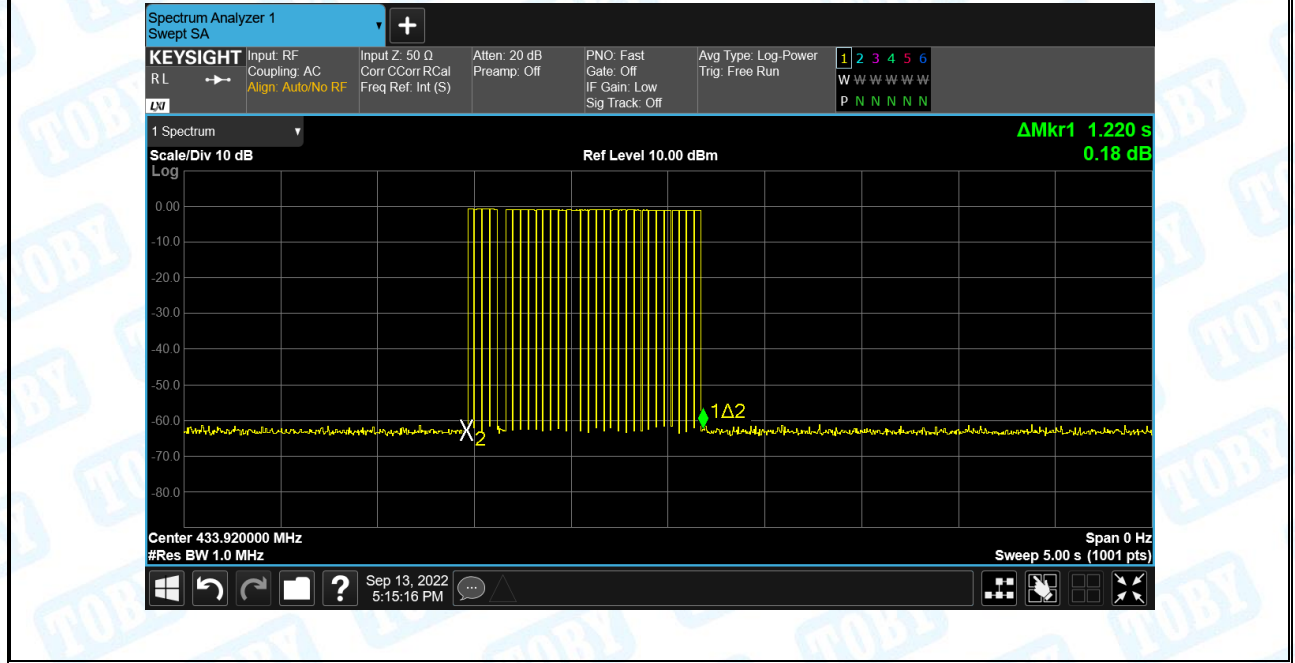 Spectrum Analyzer 1
Swept SA
+
KEYSIGHT
R L
LXI
Input: RF
Coupling: AC
Align: Auto/No RF
Input Z: 50 Ω
Corr CCorr RCal
Freq Ref: Int (S)
Atten: 20 dB
Preamp: Off
PNO: Fast
Gate: Off
IF Gain: Low
Sig Track: Off
Avg Type: Log-Power
Trig: Free Run
1 2 3 4 5 6
W W W W W W
P N N N N N
1 Spectrum
ΔMkr1 1.220 s
0.18 dB
Scale/Div 10 dB
Ref Level 10.00 dBm
Log
0.00
-10.0
-20.0
-30.0
-40.0
-50.0
-60.0
-70.0
-80.0
1Δ2
2
Center 433.920000 MHz
Span 0 Hz
#Res BW 1.0 MHz
Sweep 5.00 s (1001 pts)
?
Sep 13, 2022
5:15:16 PM
TOBY